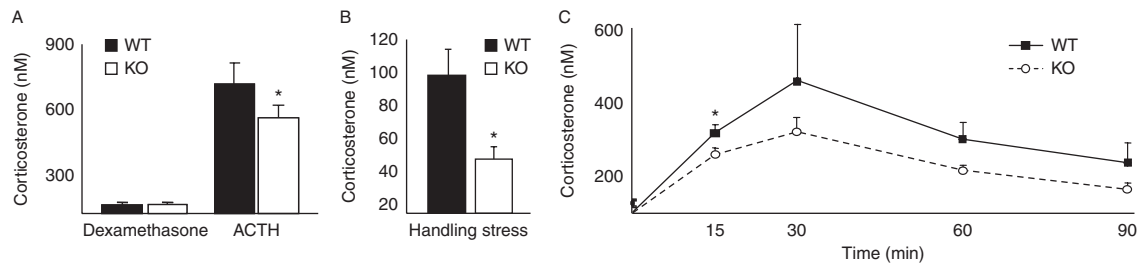 A
Corticosterone (nM)
900
600
300
WT
KO
*
Dexamethasone
ACTH
B
Corticosterone (nM)
120
100
80
60
40
20
WT
KO
*
Handling stress
C
Corticosterone (nM)
600
400
200
*
WT
KO
15
30
60
90
Time (min)